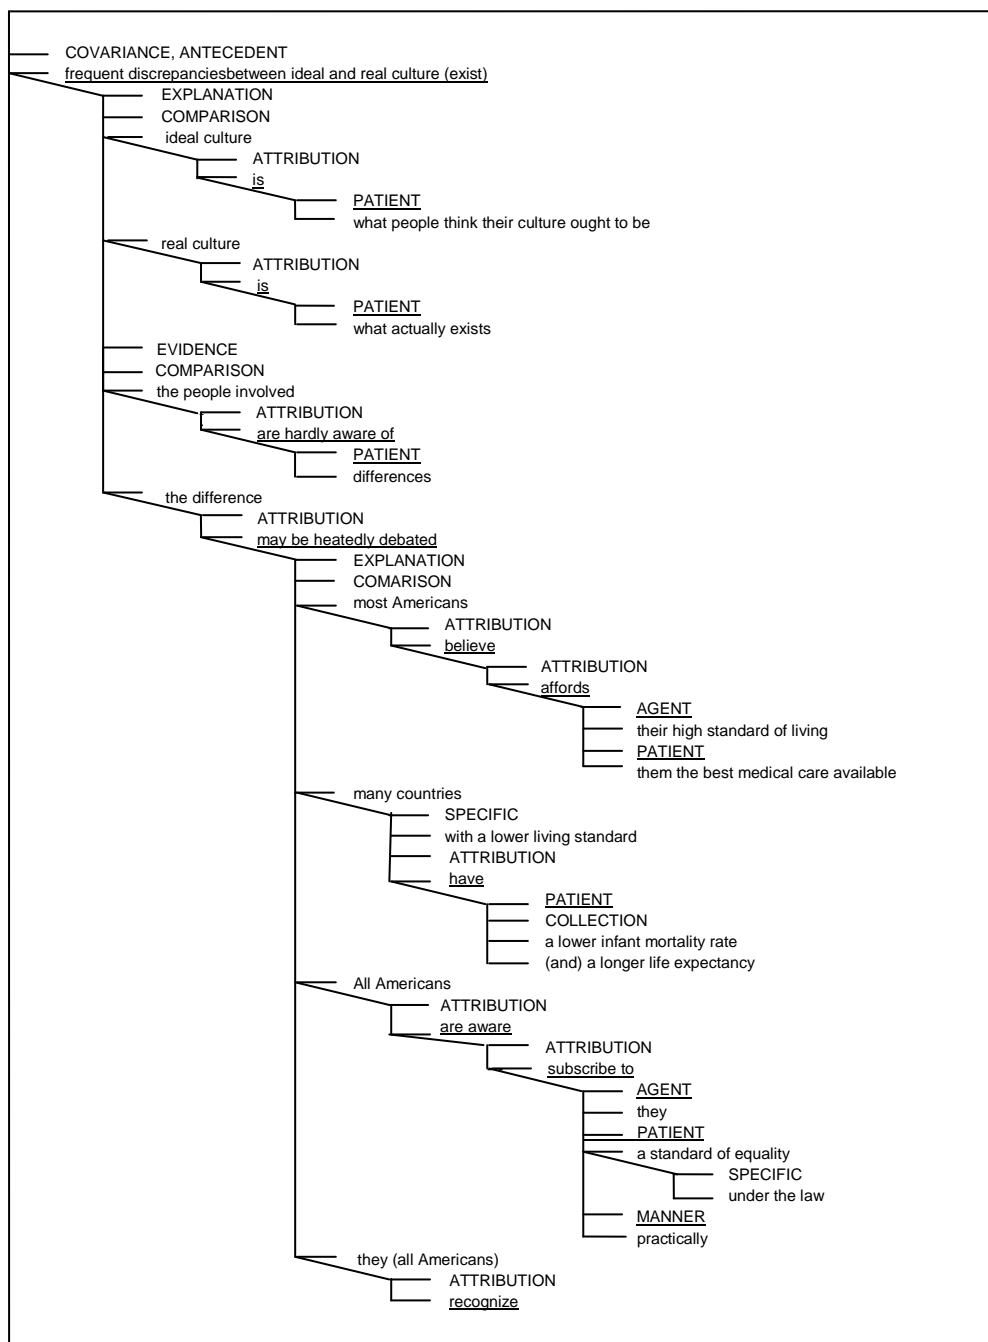 COVARIANCE, ANTECEDENT
frequent discrepanciesbetween ideal and real culture (exist)
EXPLANATION
COMPARISON
ideal culture
ATTRIBUTION
is
PATIENT
what people think their culture ought to be
real culture
ATTRIBUTION
is
PATIENT
what actually exists
EVIDENCE
COMPARISON
the people involved
ATTRIBUTION
are hardly aware of
PATIENT
differences
the difference
ATTRIBUTION
may be heatedly debated
EXPLANATION
COMARISON
most Americans
ATTRIBUTION
believe
ATTRIBUTION
affords
AGENT
their high standard of living
PATIENT
them the best medical care available
many countries
SPECIFIC
with a lower living standard
ATTRIBUTION
have
PATIENT
COLLECTION
a lower infant mortality rate
(and) a longer life expectancy
All Americans
ATTRIBUTION
are aware
ATTRIBUTION
subscribe to
AGENT
they
PATIENT
a standard of equality
SPECIFIC
under the law
MANNER
practically
they (all Americans)
ATTRIBUTION
recognize